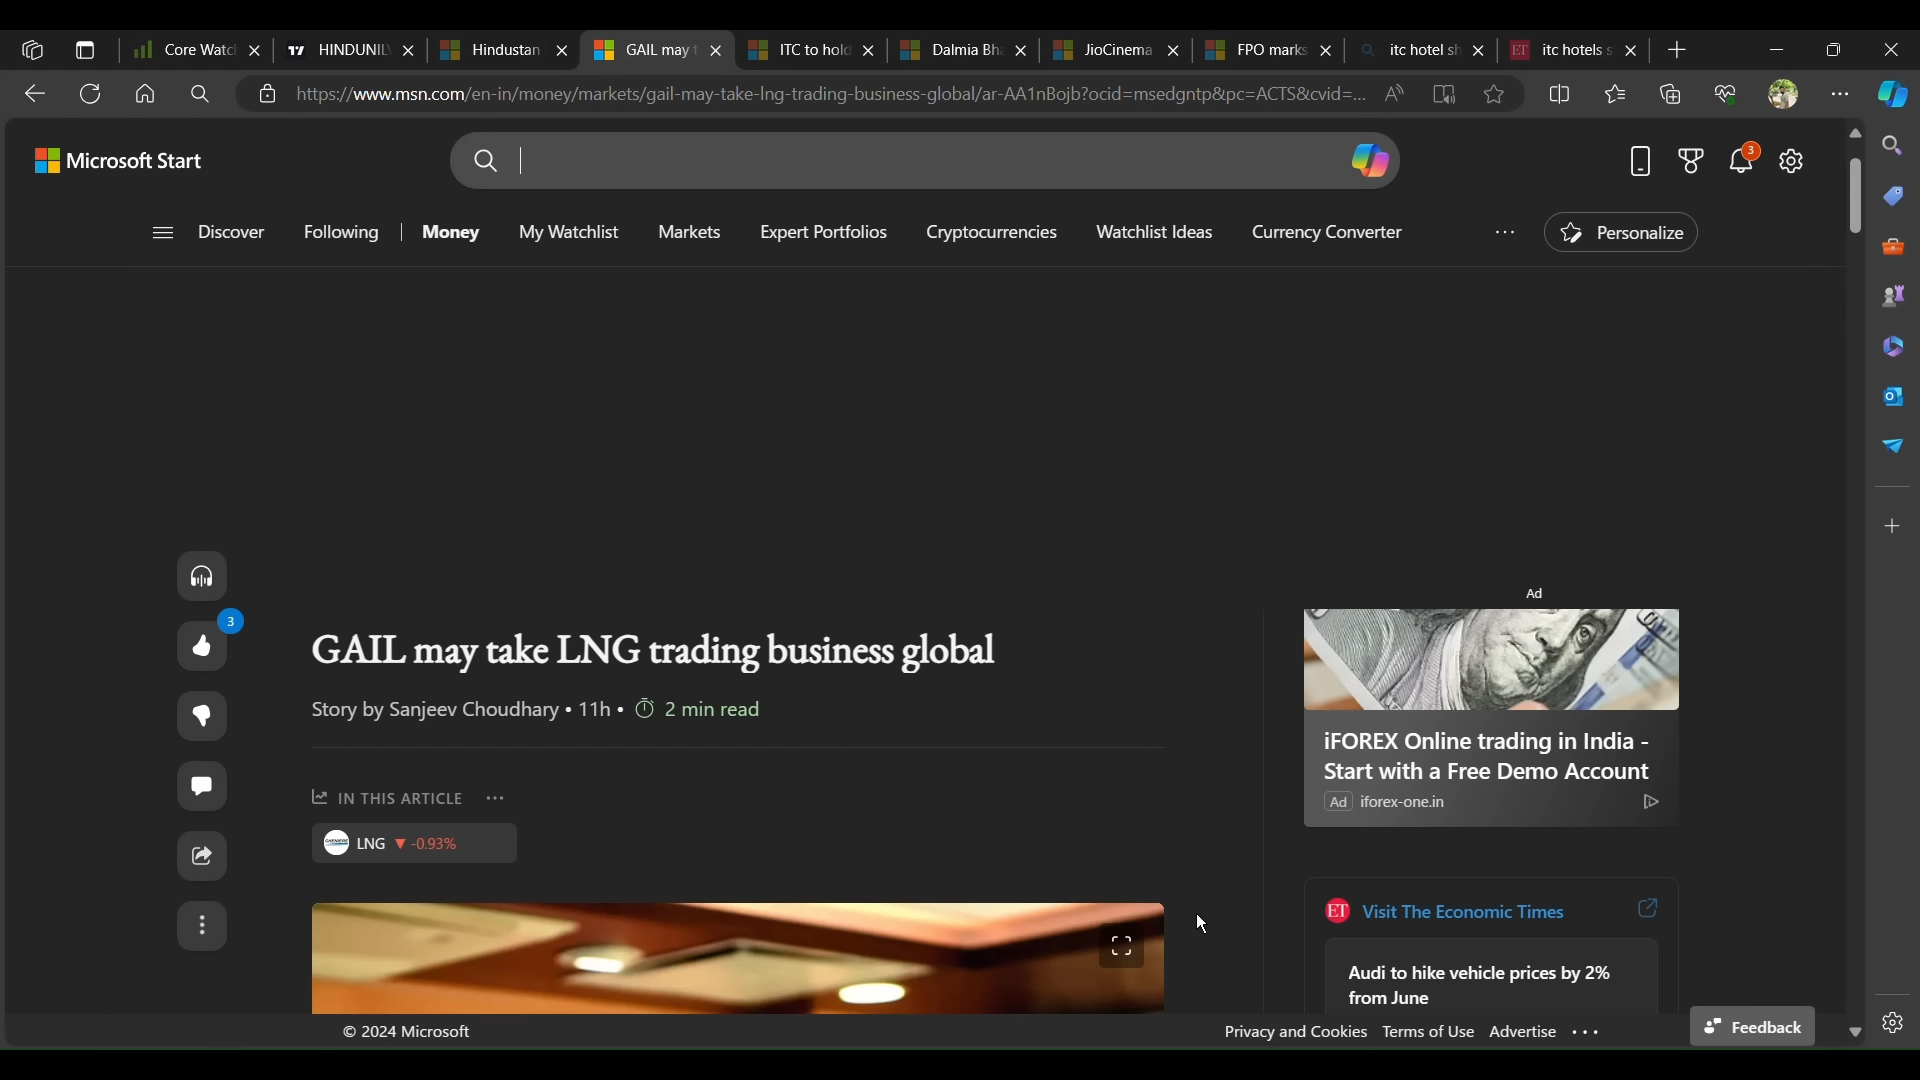 Core Watc
HINDUNIL
Hindustan
GAIL may t
ITC to hold
Dalmia Bh
JioCinema
FPO marks
itc hotel sh
ET itc hotels s
https://www.msn.com/en-in/money/markets/gail-may-take-lng-trading-business-global/ar-AA1nBojb?ocid=msedgntp&pc=ACTS&cvid=...
Microsoft Start
3
Discover
Following
Money
My Watchlist
Markets
Expert Portfolios
Cryptocurrencies
Watchlist Ideas
Currency Converter
Personalize
3
GAIL may take LNG trading business global
Story by Sanjeev Choudhary • 11h • 2 min read
IN THIS ARTICLE
LNG ▼ -0.93%
Ad
iFOREX Online trading in India -
Start with a Free Demo Account
Ad iforex-one.in
ET Visit The Economic Times
Audi to hike vehicle prices by 2%
from June
© 2024 Microsoft
Privacy and Cookies
Terms of Use
Advertise
Feedback